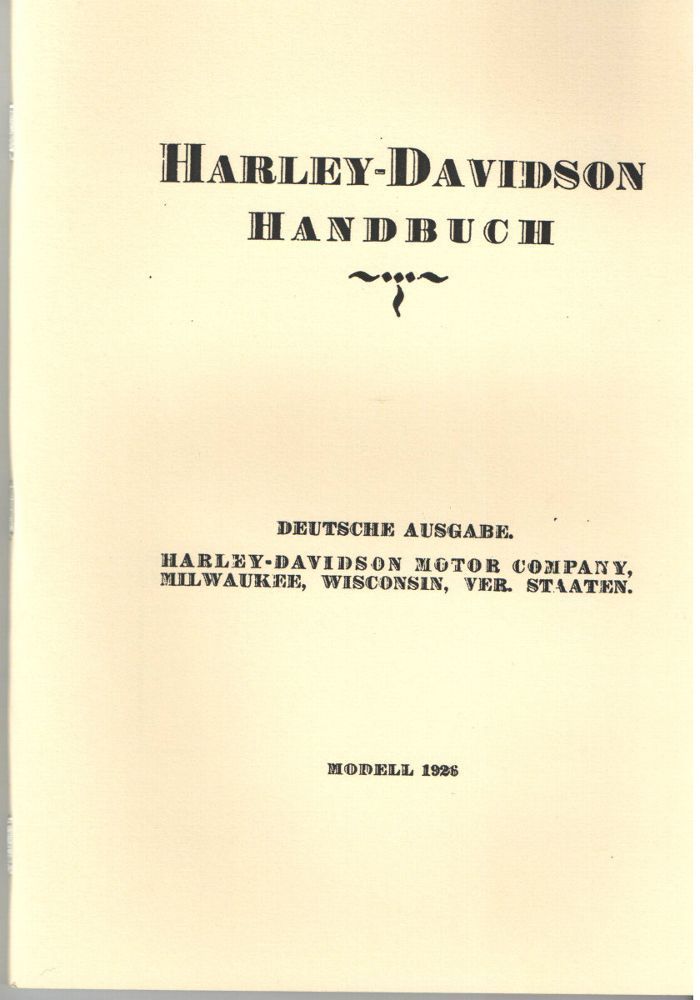 HARLEY-DAVIDSON
HANDBUCH
DEUTSCHE AUSGABE.
HARLEY-DAVIDSON MOTOR COMPANY,
MILWAUKEE, WISCONSIN, VER. STAATEN.
MODELL 1926